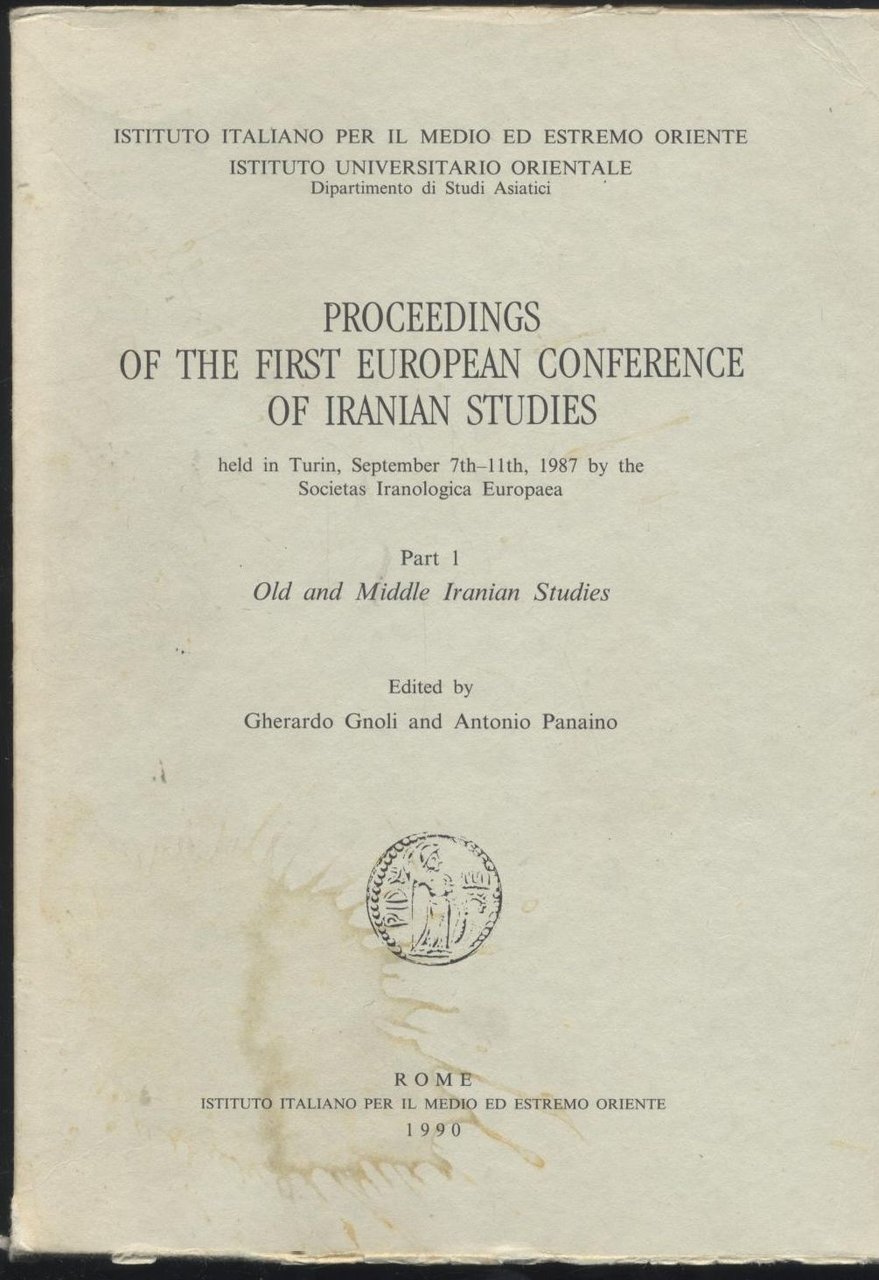 ISTITUTO ITALIANO PER IL MEDIO ED ESTREMO ORIENTE
ISTITUTO UNIVERSITARIO ORIENTALE
Dipartimento di Studi Asiatici
PROCEEDINGS
OF THE FIRST EUROPEAN CONFERENCE
OF IRANIAN STUDIES
held in Turin, September 7th–11th, 1987 by the
Societas Iranologica Europaea
Part 1
Old and Middle Iranian Studies
Edited by
Gherardo Gnoli and Antonio Panaino
ROME
ISTITUTO ITALIANO PER IL MEDIO ED ESTREMO ORIENTE
1990